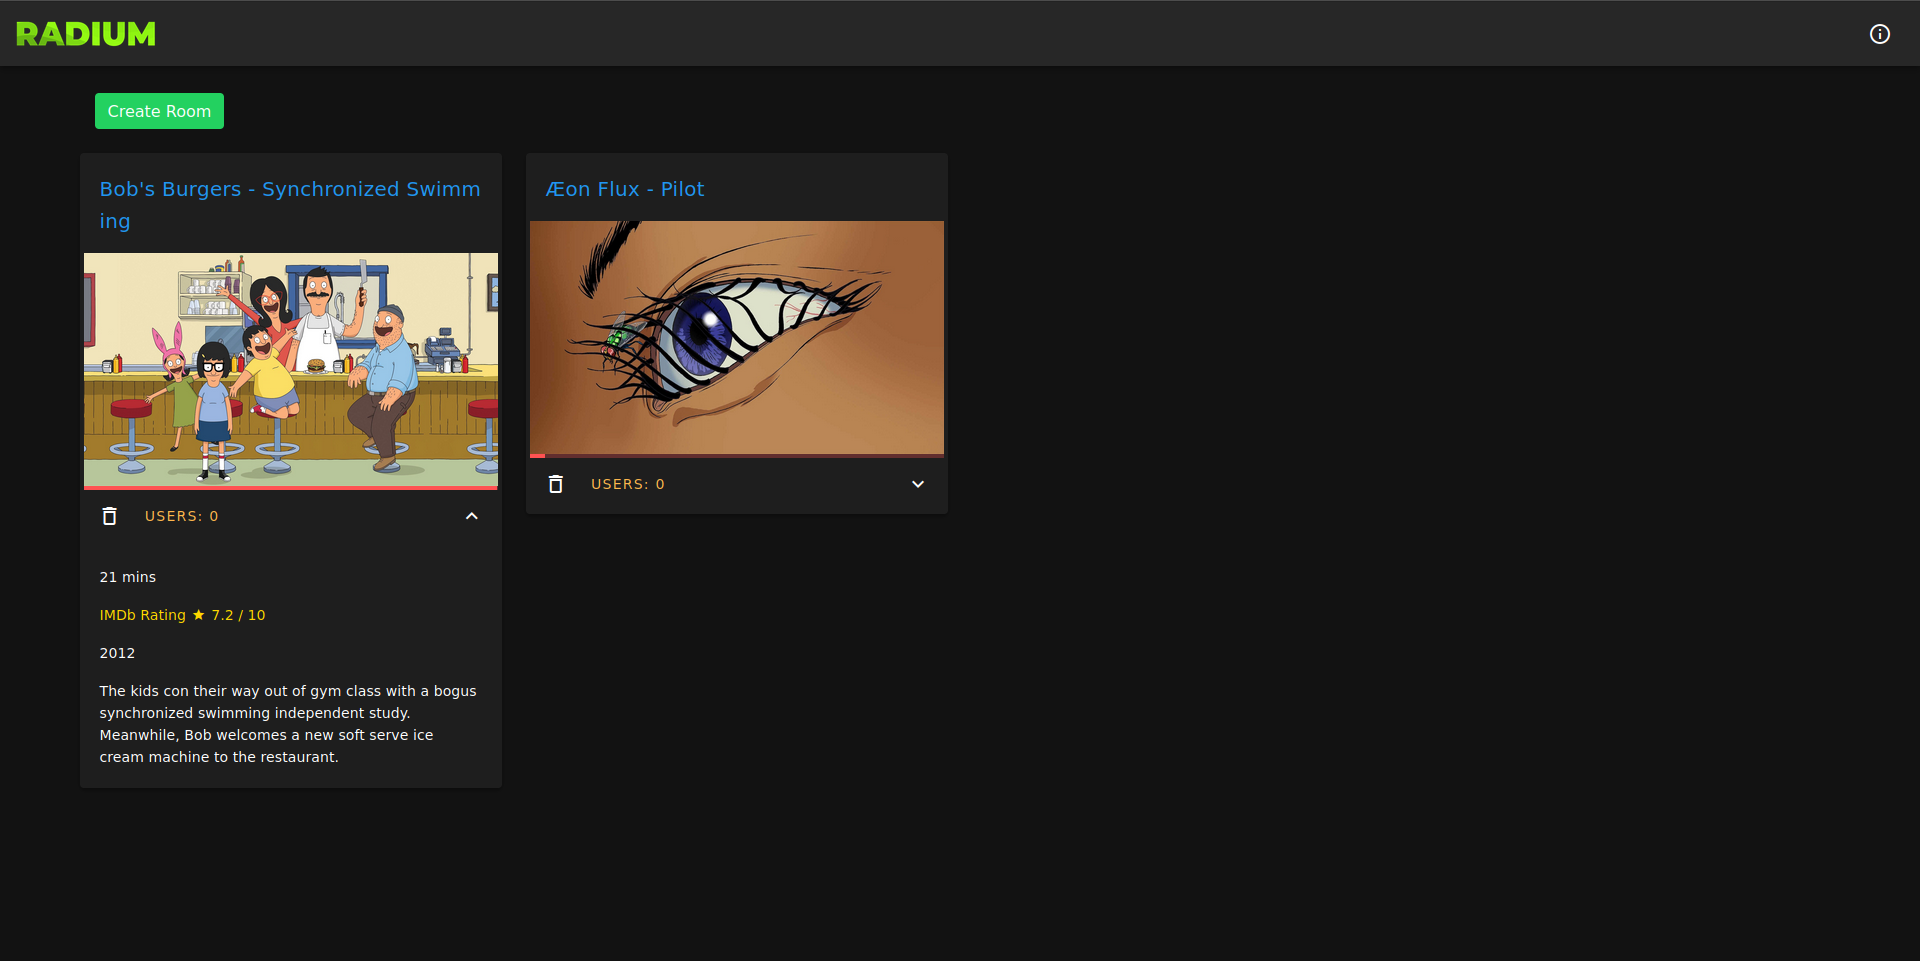 RADIUM
Create Room
Bob's Burgers - Synchronized Swimm
ing
USERS: 0
21 mins
IMDb Rating ★ 7.2 / 10
2012
The kids con their way out of gym class with a bogus
synchronized swimming independent study.
Meanwhile, Bob welcomes a new soft serve ice
cream machine to the restaurant.
Æon Flux - Pilot
USERS: 0